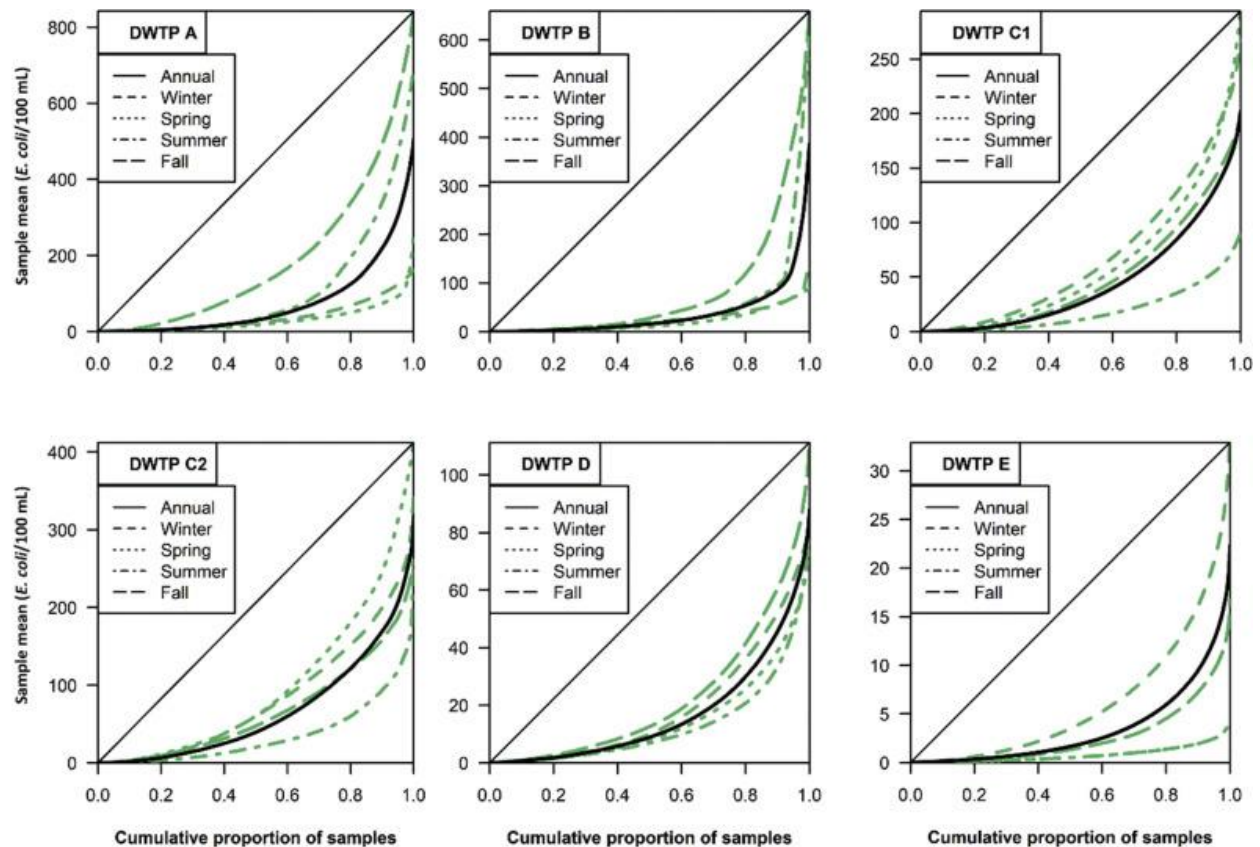 DWTP A
Annual
Winter
Spring
Summer
Fall
Sample mean (E. coli/100 mL)
800
600
400
200
0
0.0 0.2 0.4 0.6 0.8 1.0
DWTP B
Annual
Winter
Spring
Summer
Fall
600
500
400
300
200
100
0
0.0 0.2 0.4 0.6 0.8 1.0
DWTP C1
Annual
Winter
Spring
Summer
Fall
250
200
150
100
50
0
0.0 0.2 0.4 0.6 0.8 1.0
DWTP C2
Annual
Winter
Spring
Summer
Fall
Sample mean (E. coli/100 mL)
400
300
200
100
0
0.0 0.2 0.4 0.6 0.8 1.0
Cumulative proportion of samples
DWTP D
Annual
Winter
Spring
Summer
Fall
100
80
60
40
20
0
0.0 0.2 0.4 0.6 0.8 1.0
Cumulative proportion of samples
DWTP E
Annual
Winter
Spring
Summer
Fall
30
25
20
15
10
5
0
0.0 0.2 0.4 0.6 0.8 1.0
Cumulative proportion of samples